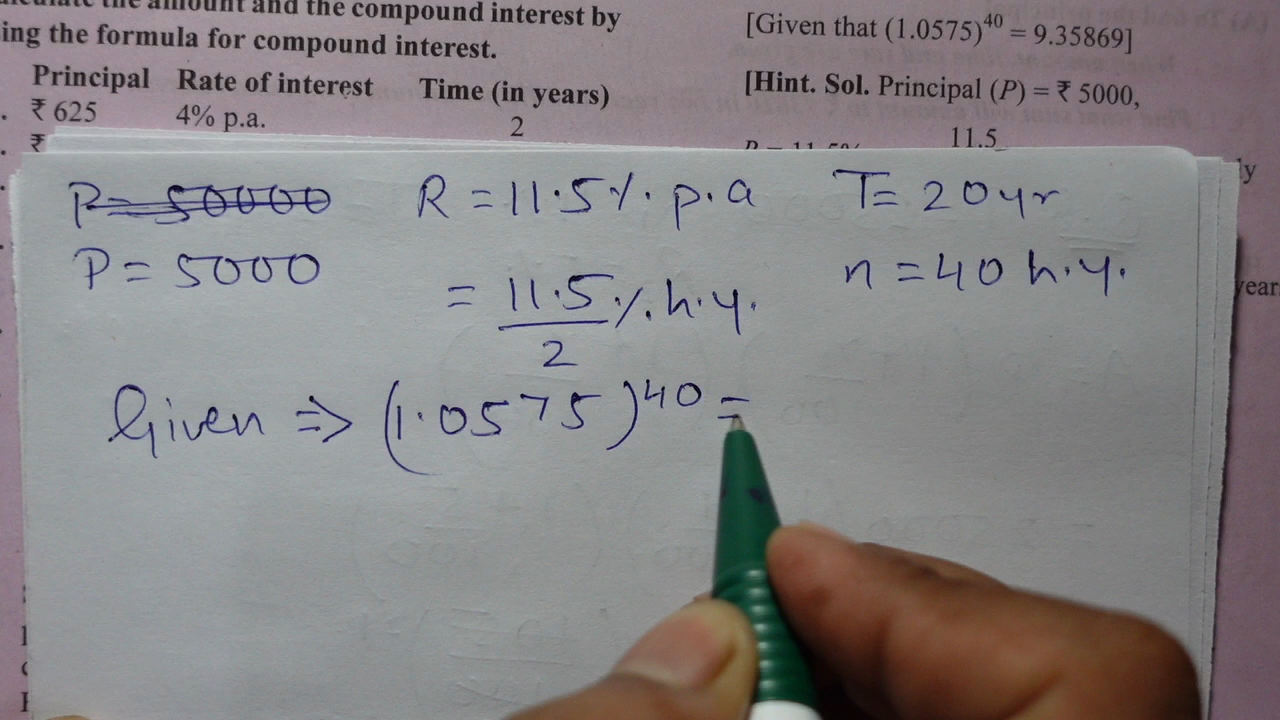 the amount and the compound interest by
ing the formula for compound interest.
Principal Rate of interest Time (in years)
. ₹ 625 4% p.a. 2
. ₹
[Given that (1.0575)^40 = 9.35869]
[Hint. Sol. Principal (P) = ₹ 5000,
11.5
y
year
P = 50000 R = 11.5%. p.a T = 20 yr
P = 5000 n = 40 h.y.
= 11.5/2 %. h.y.
Given => (1.0575)^40 =